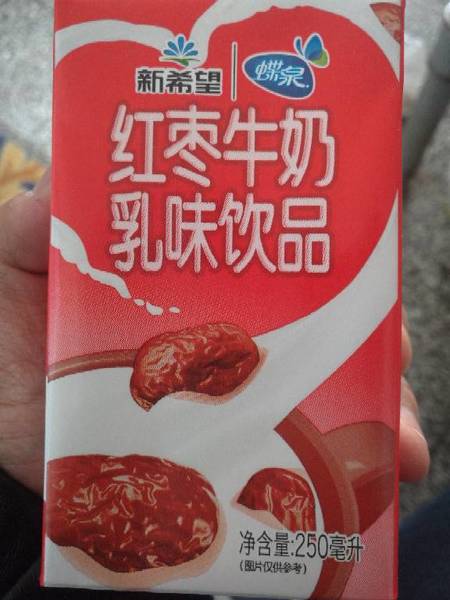 新希望 蝶泉
红枣牛奶
乳味饮品
净含量:250毫升
(图片仅供参考)